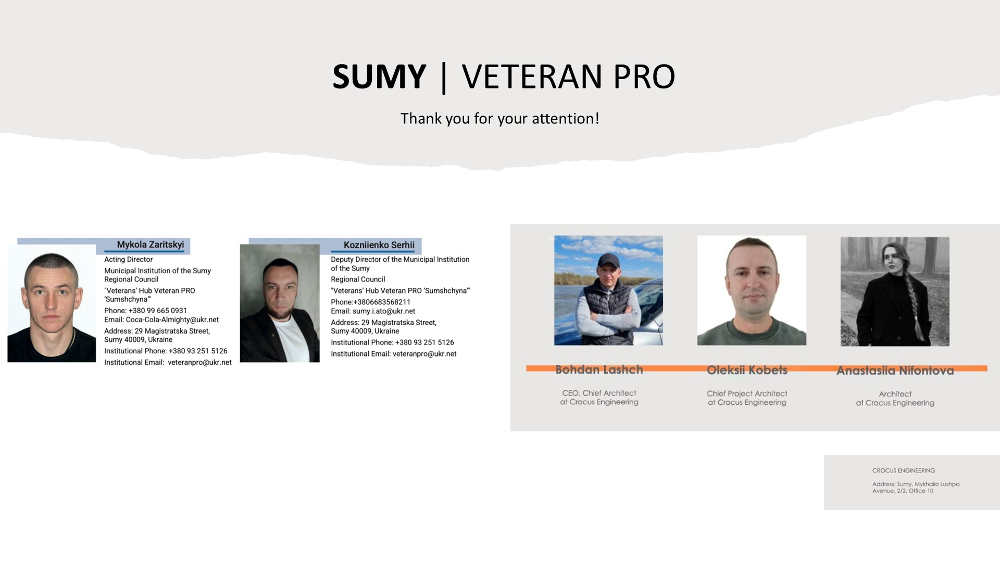 SUMY | VETERAN PRO
Thank you for your attention!
Mykola Zaritskyi
Acting Director
Municipal Institution of the Sumy
Regional Council
"Veterans’ Hub Veteran PRO
‘Sumshchyna’"
Phone: +380 99 665 0931
Email: Coca-Cola-Almighty@ukr.net
Address: 29 Magistratska Street,
Sumy 40009, Ukraine
Institutional Phone: +380 93 251 5126
Institutional Email: veteranpro@ukr.net
Kozniienko Serhii
Deputy Director of the Municipal Institution
of the Sumy
Regional Council
"Veterans’ Hub Veteran PRO ‘Sumshchyna’"
Phone:+3806683568211
Email: sumy.i.ato@ukr.net
Address: 29 Magistratska Street,
Sumy 40009, Ukraine
Institutional Phone: +380 93 251 5126
Institutional Email: veteranpro@ukr.net
Bohdan Lashch
CEO, Chief Architect
at Crocus Engineering
Oleksii Kobets
Chief Project Architect
at Crocus Engineering
Anastasiia Nifontova
Architect
at Crocus Engineering
CROCUS ENGINEERING
Address: Sumy, Mykhailo Lushpa
Avenue, 2/2, Office 10